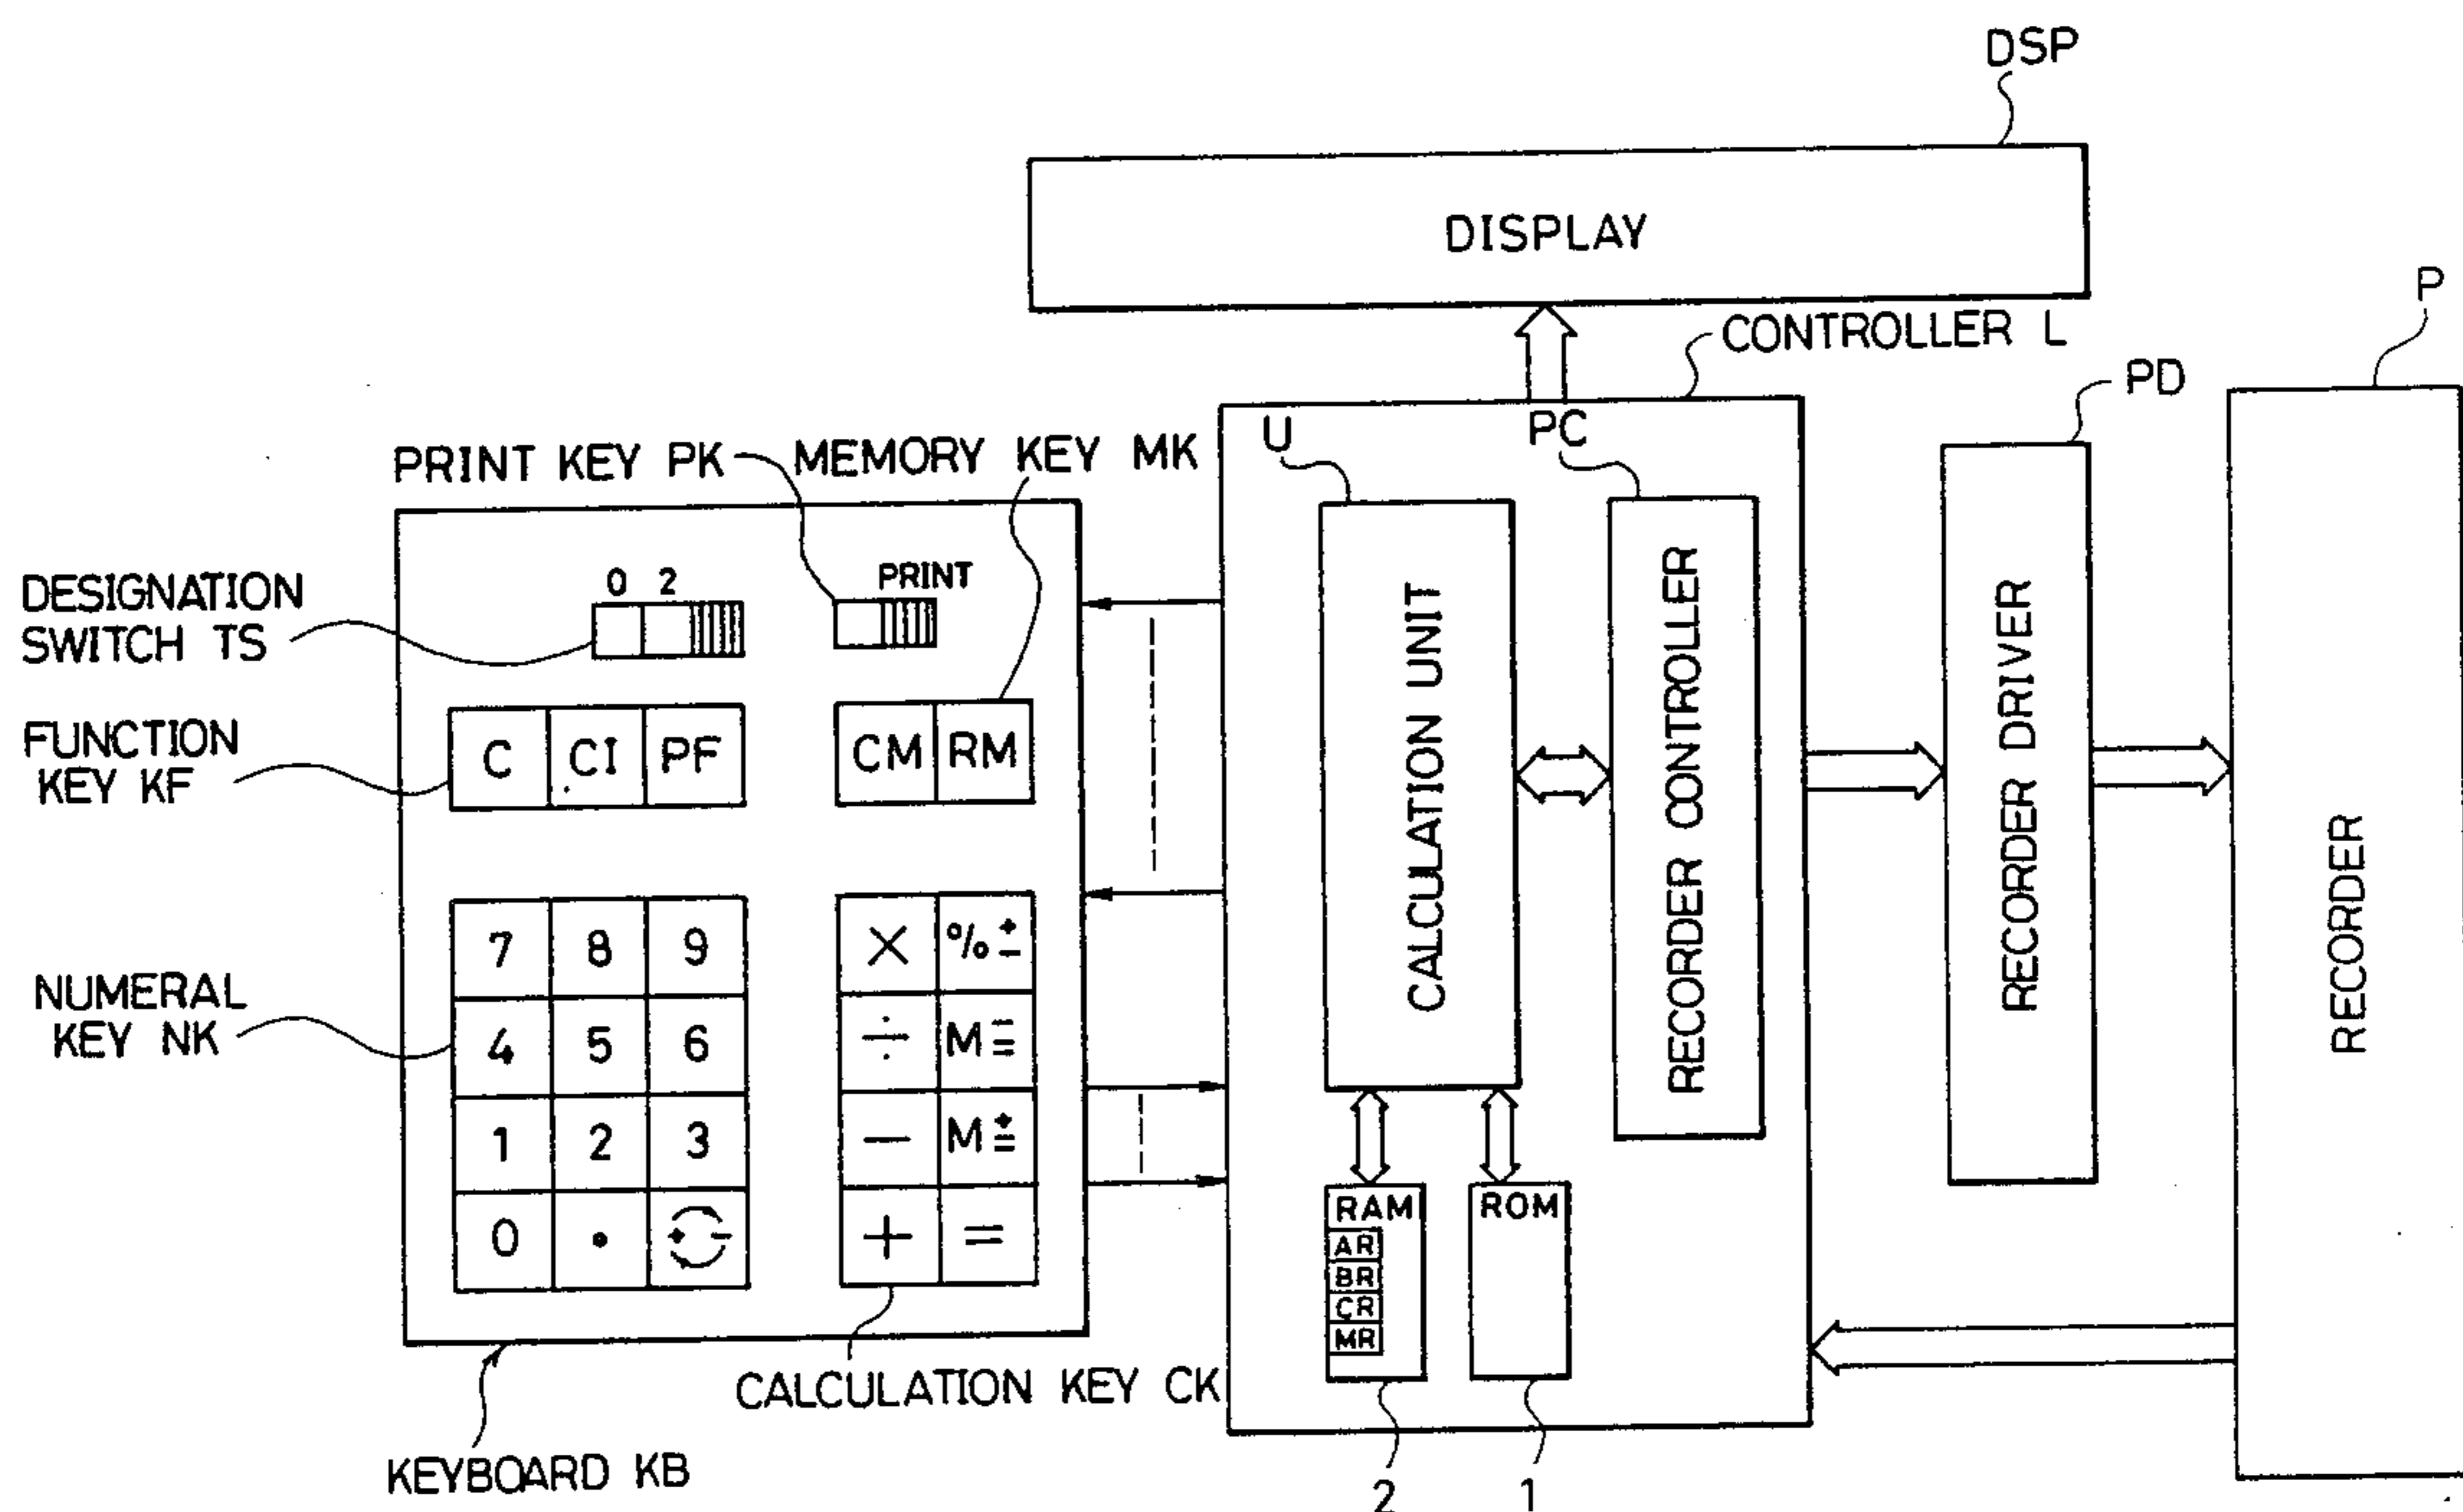 DSP
DISPLAY
P
CONTROLLER L
PD
U
PC
PRINT KEY PK
MEMORY KEY MK
DESIGNATION
SWITCH TS
0 2
PRINT
FUNCTION
KEY KF
C CI PF
CM RM
NUMERAL
KEY NK
7 8 9
4 5 6
1 2 3
0 • + -
× % ±
÷ M =
- M ±
+ =
CALCULATION UNIT
RECORDER CONTROLLER
RECORDER DRIVER
RECORDER
RAM
AR
BR
CR
MR
ROM
CALCULATION KEY CK
KEYBOARD KB
2
1